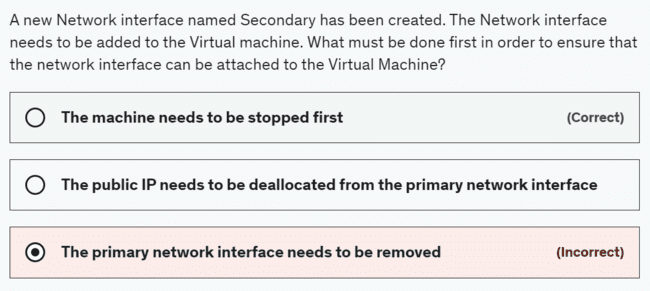 A new Network interface named Secondary has been created. The Network interface
needs to be added to the Virtual machine. What must be done first in order to ensure that
the network interface can be attached to the Virtual Machine?
The machine needs to be stopped first (Correct)
The public IP needs to be deallocated from the primary network interface
The primary network interface needs to be removed (Incorrect)